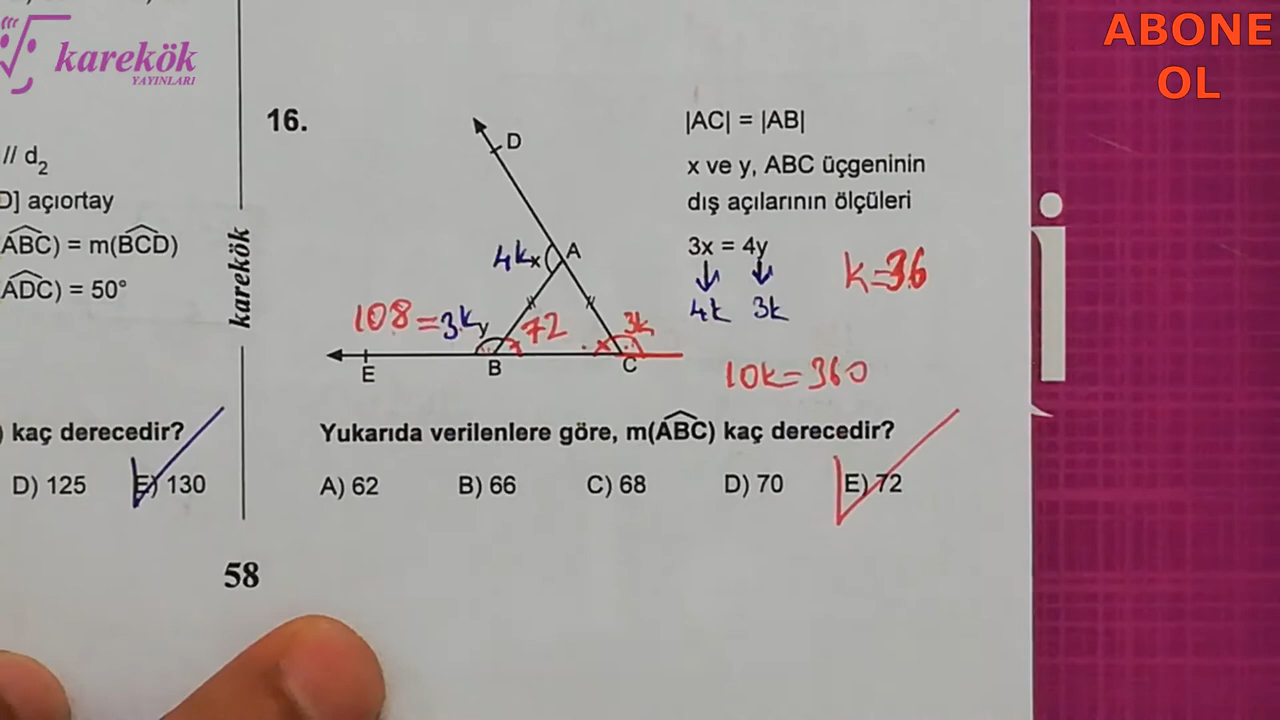 ABONE
OL
karekök
YAYINLARI
// d2
D] açıortay
ABC) = m(BCD)
ADC) = 50°
) kaç derecedir?
D) 125 E) 130
karekök
58
16.
|AC| = |AB|
x ve y, ABC üçgeninin
dış açılarının ölçüleri
3x = 4y
4k 3k
k=36
10k=360
D
A
4k x
108=3k y
72
3k
E B C
Yukarıda verilenlere göre, m(ABC) kaç derecedir?
A) 62 B) 66 C) 68 D) 70 E) 72